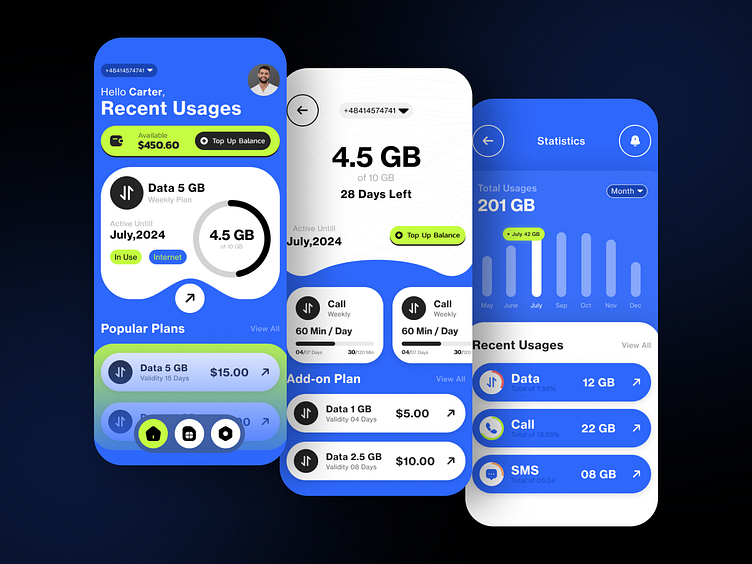 +48414574741
Hello Carter,
Recent Usages
Available
$450.60
Top Up Balance
Data 5 GB
Weekly Plan
Active Untill
July,2024
In Use
Internet
4.5 GB
of 10 GB
Popular Plans
View All
Data 5 GB
Validity 15 Days
$15.00
+48414574741
4.5 GB
of 10 GB
28 Days Left
Active Untill
July,2024
Top Up Balance
Call
Weekly
60 Min / Day
04/07 Days
30/120 Min
Call
Weekly
60 Min / Day
04/07 Days
Add-on Plan
View All
Data 1 GB
Validity 04 Days
$5.00
Data 2.5 GB
Validity 08 Days
$10.00
Statistics
Total Usages
201 GB
Month
July 42 GB
May
June
July
Sep
Oct
Nov
Dec
Recent Usages
View All
Data
Total of 7.56%
12 GB
Call
Total of 13.85%
22 GB
SMS
Total of 05.04
08 GB